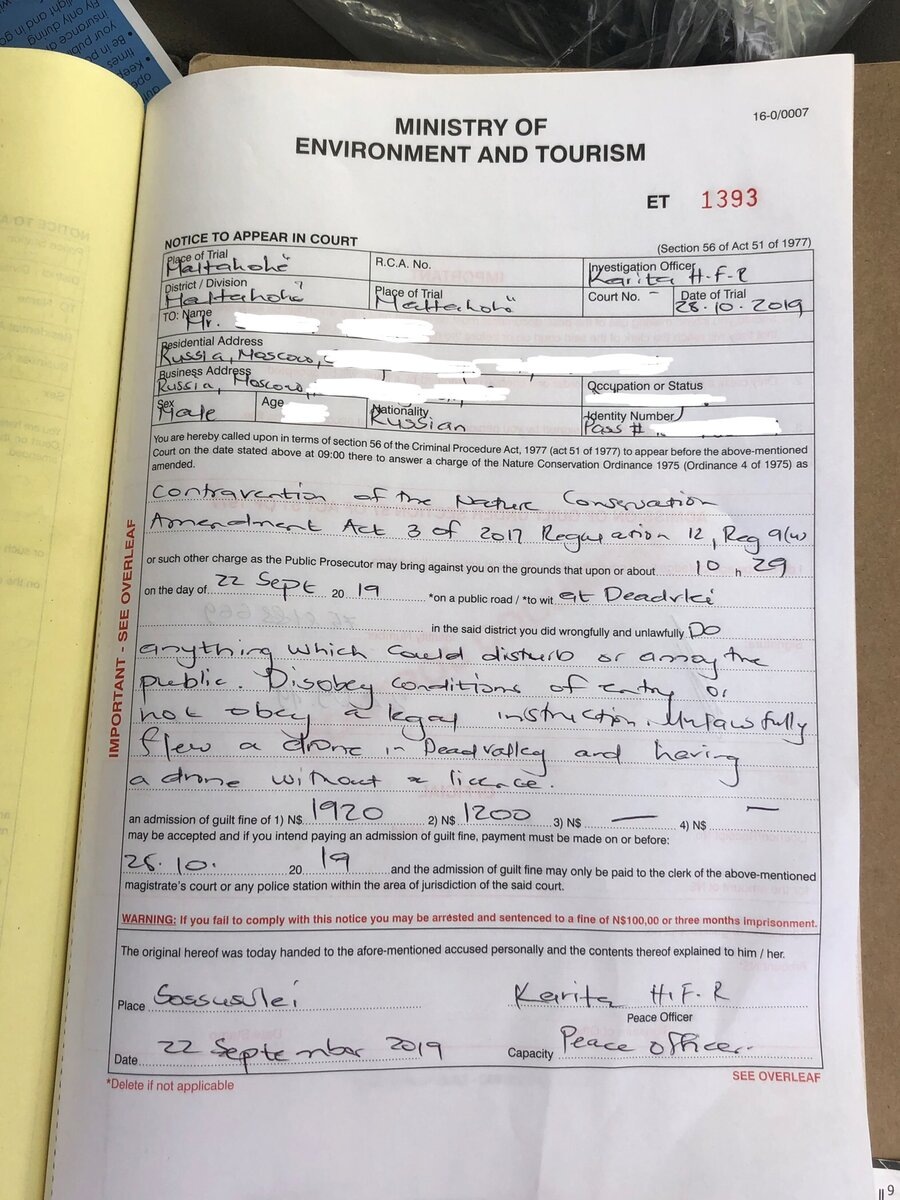 your public
insurance
Be in
times
Keep
16-0/0007
MINISTRY OF
ENVIRONMENT AND TOURISM
ET 1393
NOTICE TO APPEAR IN COURT
(Section 56 of Act 51 of 1977)
Place of Trial
R.C.A. No.
Investigation Officer
Maltahohë
Karita H.F.R
District / Division
Place of Trial
Court No. -
Date of Trial
Maltahohë
Maltahohë
28.10.2019
TO: Name
Mr.
Residential Address
Russia, Moscow,
Business Address
Russia, Moscow,
Occupation or Status
Sex
Age
Nationality
Identity Number
Male
Russian
Pass #
You are hereby called upon in terms of section 56 of the Criminal Procedure Act, 1977 (act 51 of 1977) to appear before the above-mentioned
Court on the date stated above at 09:00 there to answer a charge of the Nature Conservation Ordinance 1975 (Ordinance 4 of 1975) as
amended.
Contravention of the Nature Conservation
Amendment Act 3 of 2017 Regulation 12, Reg 9/w
or such other charge as the Public Prosecutor may bring against you on the grounds that upon or about 10 h 29
on the day of 22 Sept 20 19 *on a public road / *to wit at Deadvlei
in the said district you did wrongfully and unlawfully Do
anything which could disturb or annoy the
public. Disobey conditions of entry or
not obey a legal instruction. Unlawfully
flew a drone in Deadvalley and having
a drone without a licence.
an admission of guilt fine of 1) N$ 1920 2) N$ 1200 3) N$ — 4) N$ —
may be accepted and if you intend paying an admission of guilt fine, payment must be made on or before:
28.10. 20 19 and the admission of guilt fine may only be paid to the clerk of the above-mentioned
magistrate's court or any police station within the area of jurisdiction of the said court.
WARNING: If you fail to comply with this notice you may be arrested and sentenced to a fine of N$100,00 or three months imprisonment.
The original hereof was today handed to the afore-mentioned accused personally and the contents thereof explained to him / her.
Place Sossusvlei
Karita H.F.R
Peace Officer
Date 22 September 2019
Capacity Peace officer.
*Delete if not applicable
SEE OVERLEAF
IMPORTANT - SEE OVERLEAF